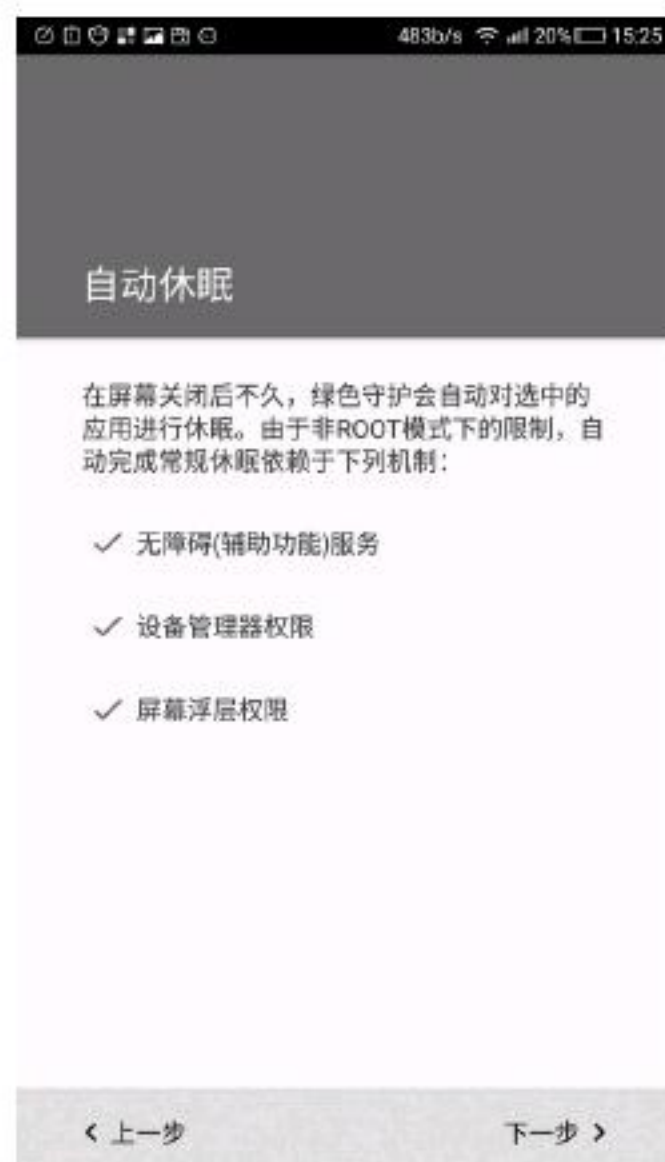 483b/s 20% 15:25
自动休眠
在屏幕关闭后不久，绿色守护会自动对选中的
应用进行休眠。由于非ROOT模式下的限制，自
动完成常规休眠依赖于下列机制：
无障碍(辅助功能)服务
设备管理器权限
屏幕浮层权限
上一步 下一步